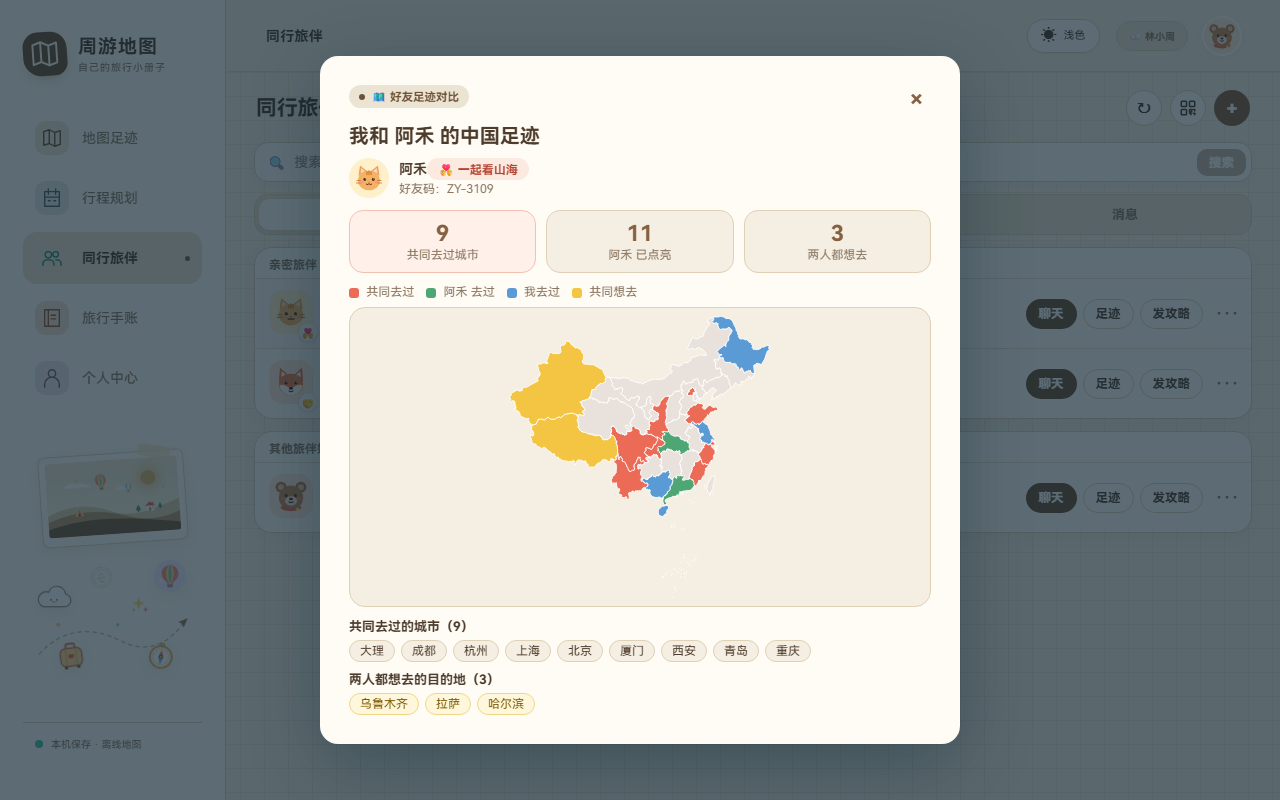 周游地图
自己的旅行小册子
地图足迹
行程规划
同行旅伴
旅行手账
个人中心
本机保存 · 离线地图
同行旅伴
浅色
林小周
同行旅
搜索
搜索
消息
亲密旅伴
聊天
足迹
发攻略
聊天
足迹
发攻略
其他旅伴
聊天
足迹
发攻略
好友足迹对比
×
我和 阿禾 的中国足迹
阿禾 一起看山海
好友码: ZY-3109
9
共同去过城市
11
阿禾 已点亮
3
两人都想去
共同去过 阿禾 去过 我去过 共同想去
共同去过的城市（9）
大理 成都 杭州 上海 北京 厦门 西安 青岛 重庆
两人都想去的目的地（3）
乌鲁木齐 拉萨 哈尔滨